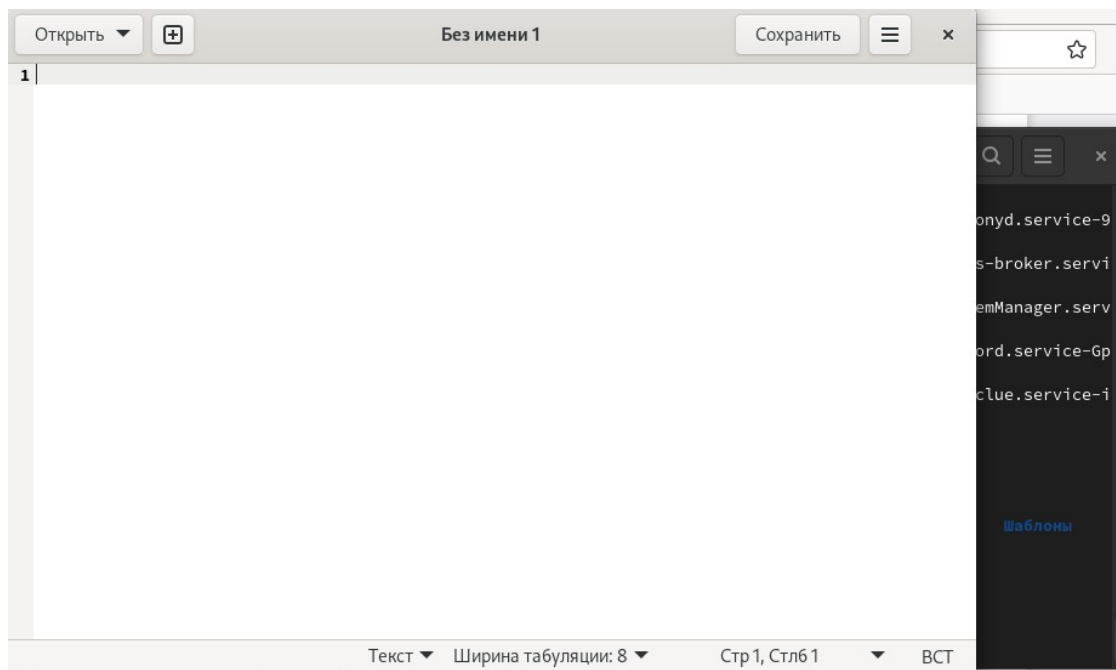 Открыть
Без имени 1
Сохранить
1
onyd.service-9
s-broker.servi
emManager.serv
ord.service-Gp
clue.service-i
Шаблоны
Текст Ширина табуляции: 8 Стр 1, Стлб 1 ВСТ